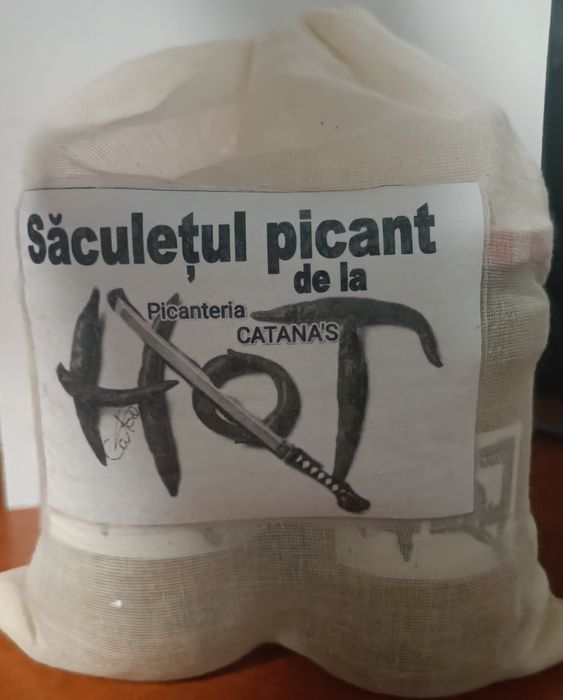 Săculețul picant
de la
Picanteria
CATANA'S
HOT